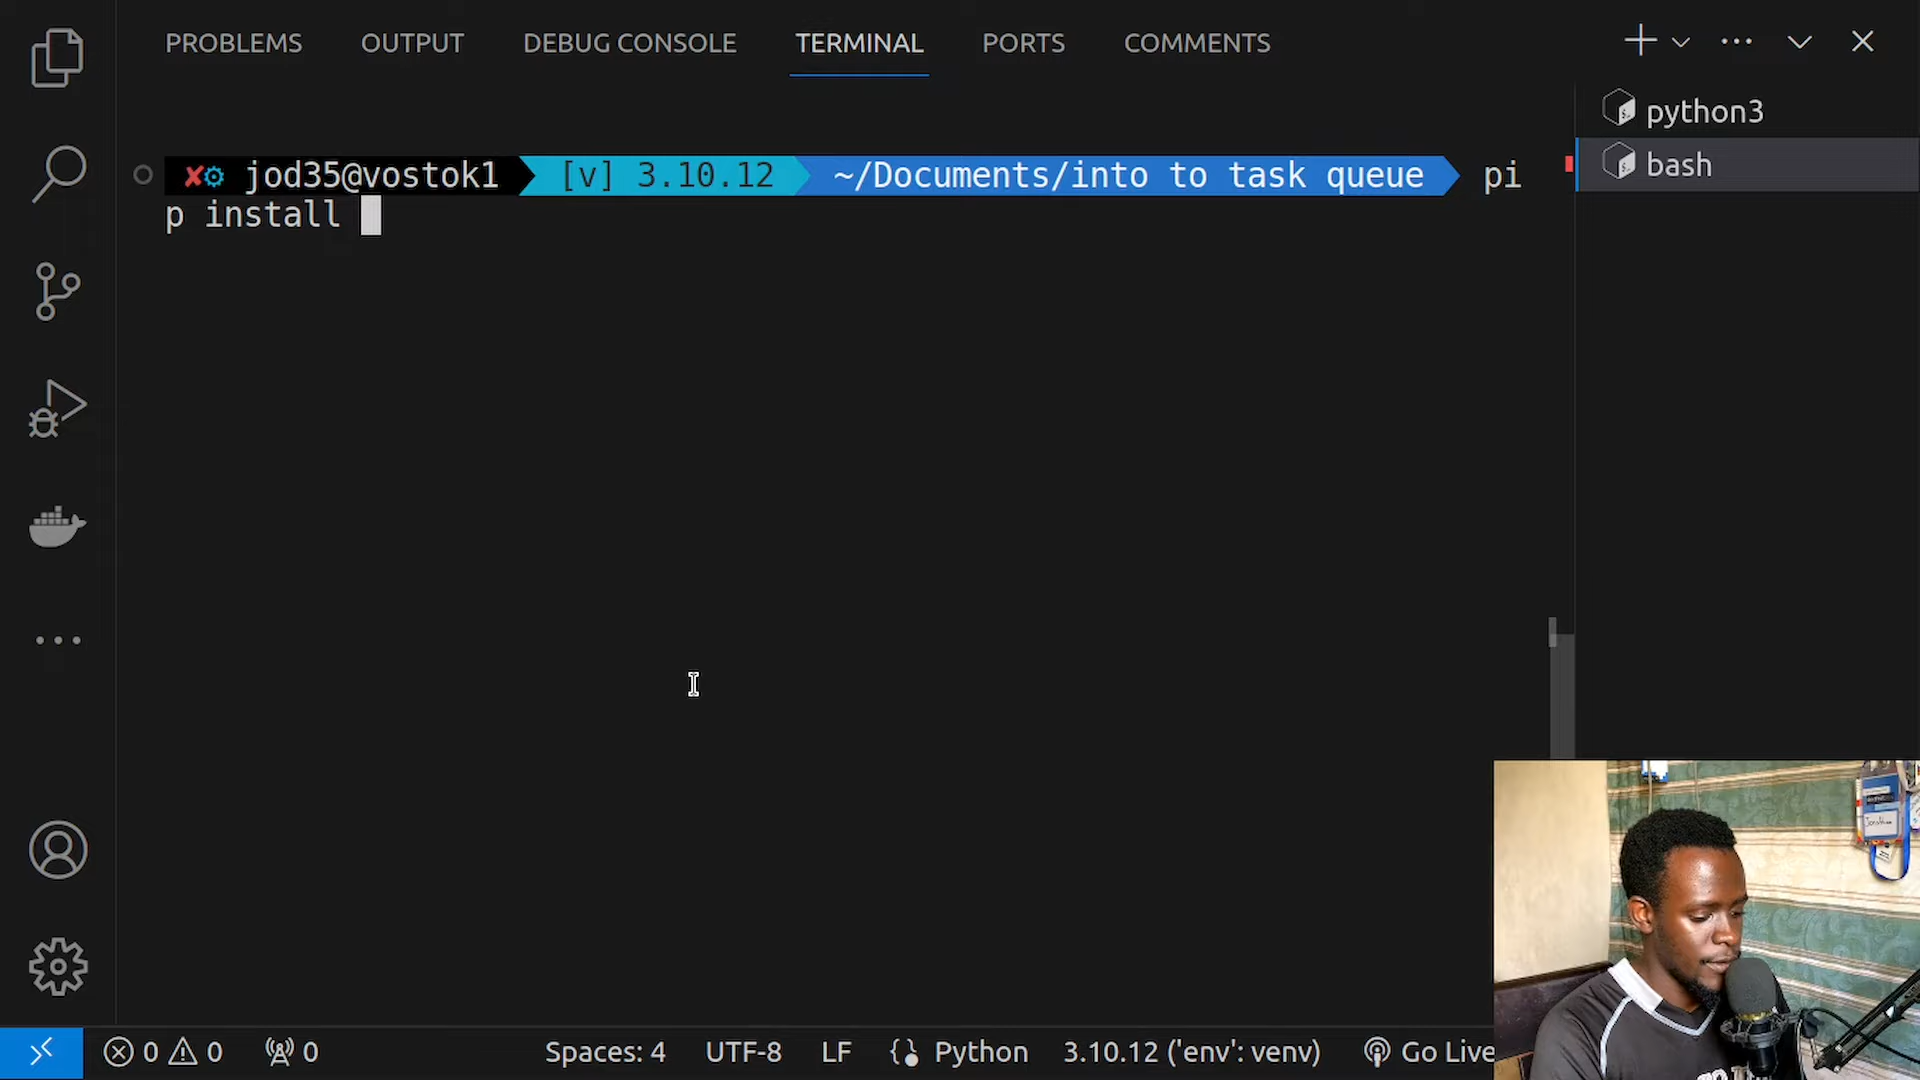 PROBLEMS OUTPUT DEBUG CONSOLE TERMINAL PORTS COMMENTS
python3
bash
jod35@vostok1 [v] 3.10.12 ~/Documents/into to task queue pi
p install
0 0 0 Spaces: 4 UTF-8 LF Python 3.10.12 ('env': venv) Go Live